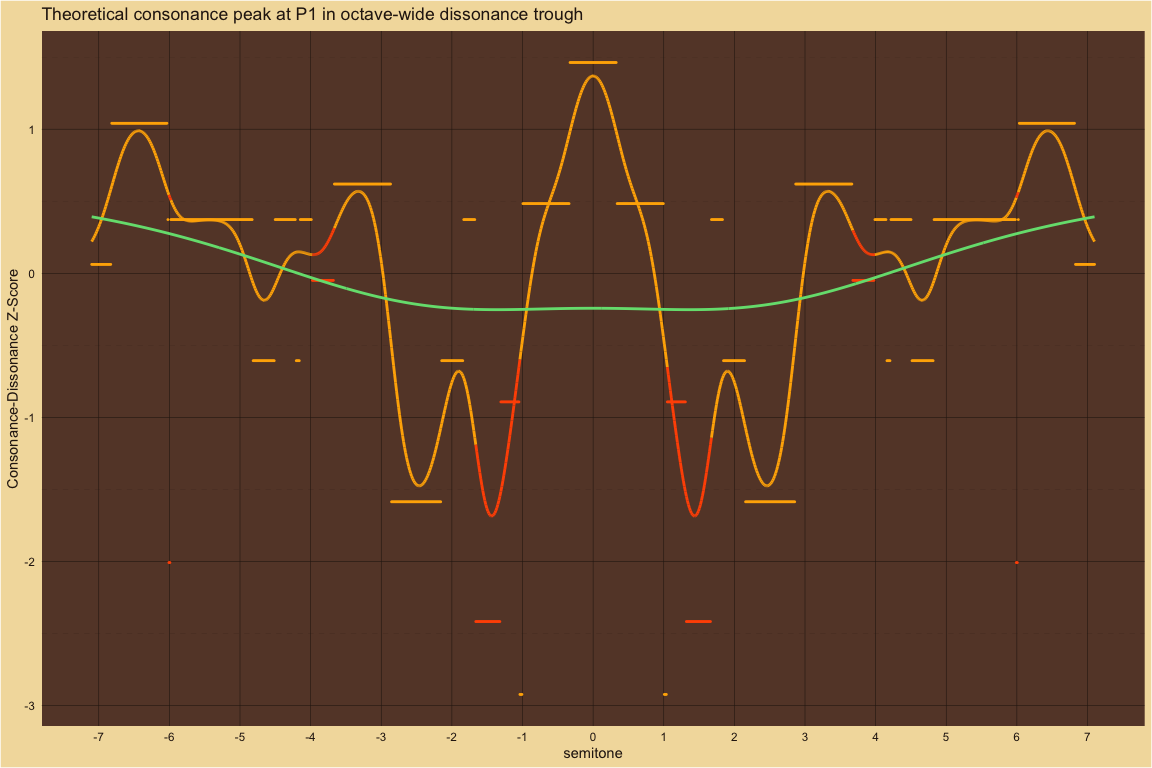 Theoretical consonance peak at P1 in octave-wide dissonance trough
Consonance-Dissonance Z-Score
1
0
-1
-2
-3
-7 -6 -5 -4 -3 -2 -1 0 1 2 3 4 5 6 7
semitone